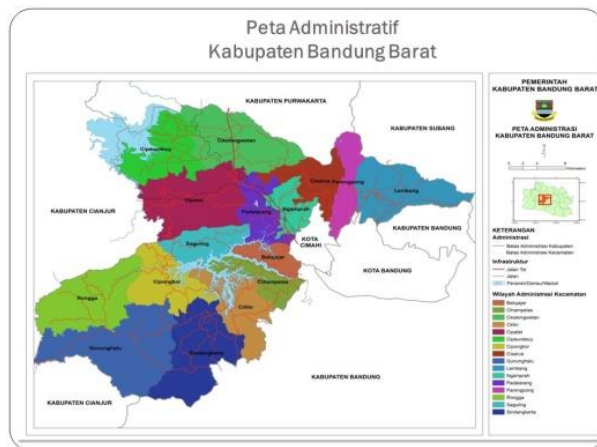 Peta Administratif
Kabupaten Bandung Barat
KABUPATEN PURWAKARTA
KABUPATEN SUBANG
KABUPATEN CIANJUR
KABUPATEN BANDUNG
KOTA
CIMAHI
KOTA BANDUNG
KABUPATEN BANDUNG
KABUPATEN CIANJUR
Cipeundeuy
Cikalongwetan
Cipatat
Padalarang
Ngamprah
Cisarua
Parongpong
Lembang
Saguling
Batujajar
Cihampelas
Cipongkor
Cililin
Rongga
Gununghalu
Sindangkerta
PEMERINTAH
KABUPATEN BANDUNG BARAT
PETA ADMINISTRASI
KABUPATEN BANDUNG BARAT
KETERANGAN
Administrasi
Batas Administrasi Kabupaten
Batas Administrasi Kecamatan
Infrastruktur
Jalan Tol
Jalan
Perairan/Danau/Waduk
Wilayah Administrasi Kecamatan
Batujajar
Cihampelas
Cikalongwetan
Cililin
Cipatat
Cipeundeuy
Cipongkor
Cisarua
Gununghalu
Lembang
Ngamprah
Padalarang
Parongpong
Rongga
Saguling
Sindangkerta